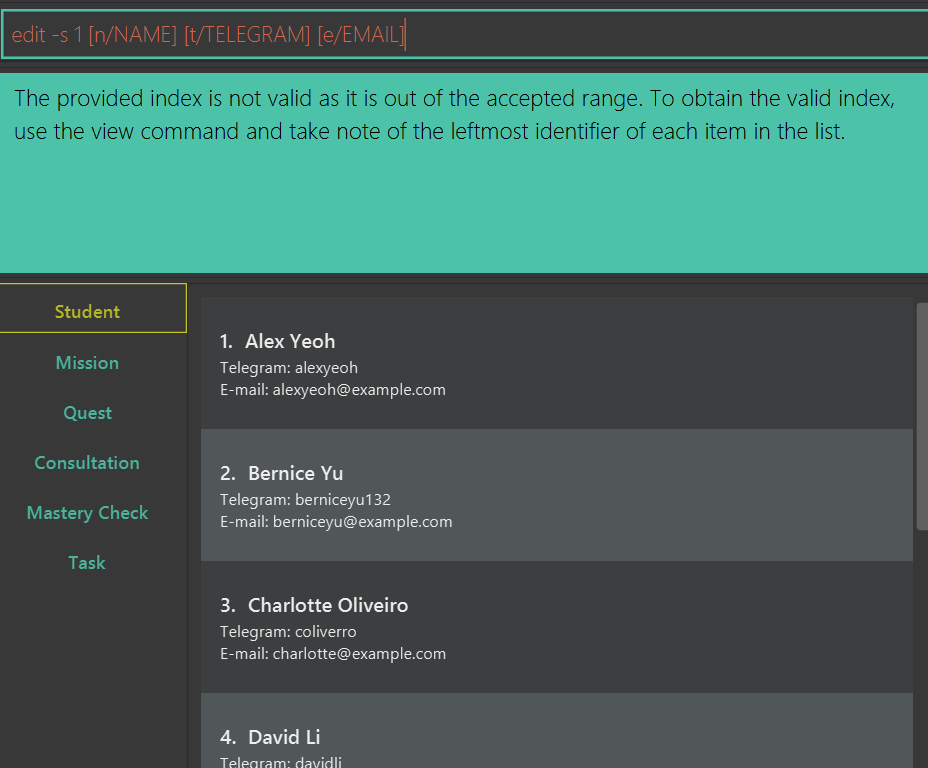 edit -s 1 [n/NAME] [t/TELEGRAM] [e/EMAIL]
The provided index is not valid as it is out of the accepted range. To obtain the valid index,
use the view command and take note of the leftmost identifier of each item in the list.
Student
Mission
Quest
Consultation
Mastery Check
Task
1. Alex Yeoh
Telegram: alexyeoh
E-mail: alexyeoh@example.com
2. Bernice Yu
Telegram: berniceyu132
E-mail: berniceyu@example.com
3. Charlotte Oliveiro
Telegram: coliverro
E-mail: charlotte@example.com
4. David Li
Telegram: davidli